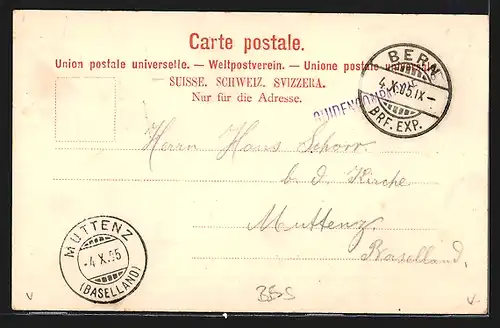 Carte postale.
Union postale universelle. — Weltpostverein. — Unione postale universale
SUISSE. SCHWEIZ. SVIZZERA.
Nur für die Adresse.
BERN
4.X.05.IX-
BRF. EXP.
Herrn Hans Schorr.
b. d. Kirche
Muttenz.
Baselland.
MUTTENZ
-4.X.05
(BASELLAND)